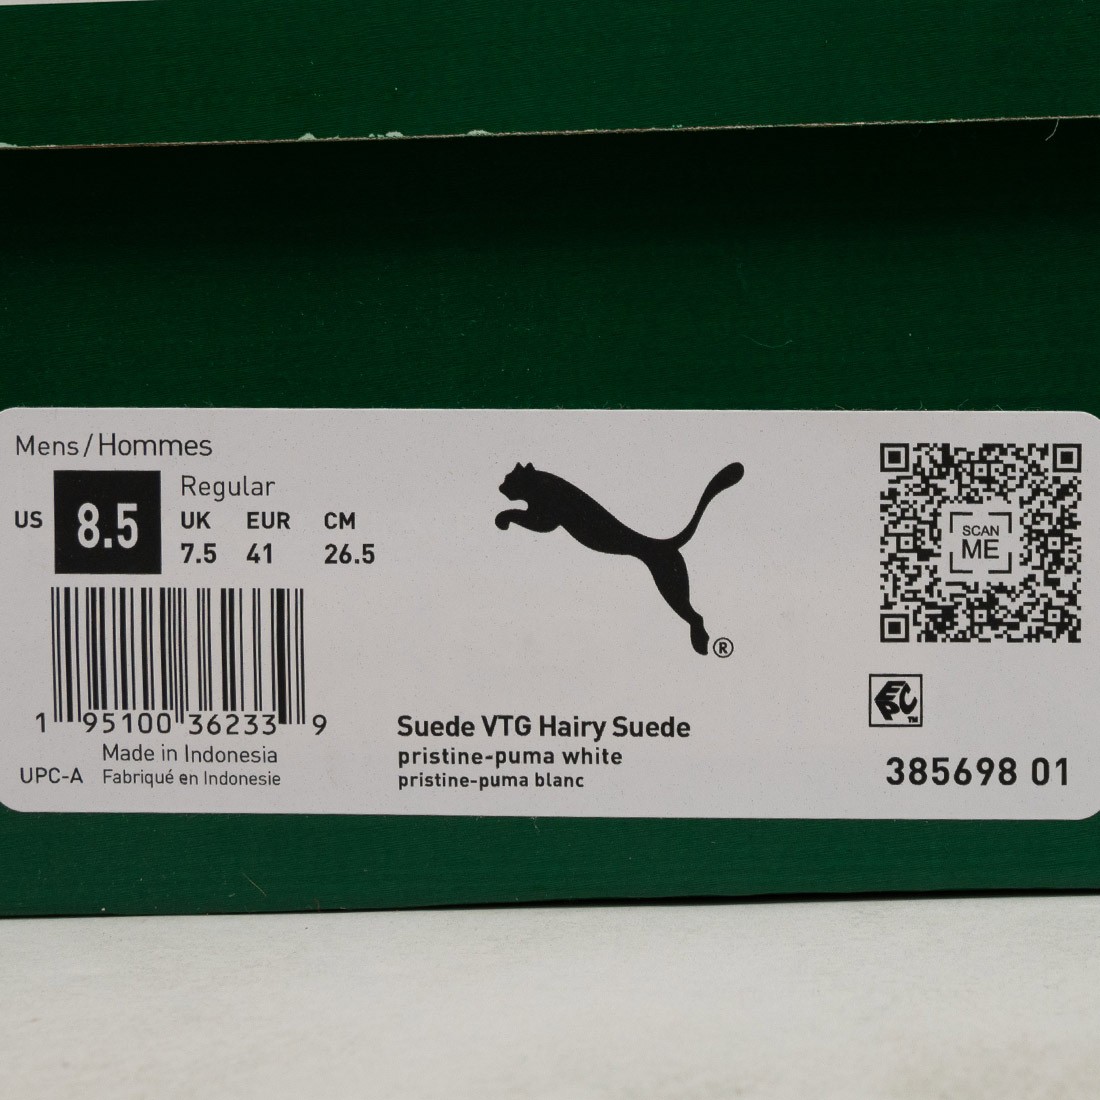 Mens/Hommes
US 8.5
Regular
UK EUR CM
7.5 41 26.5
1 95100 36233 9
Made in Indonesia
UPC-A Fabriqué en Indonesie
®
Suede VTG Hairy Suede
pristine-puma white
pristine-puma blanc
SCAN
ME
EPC
TM
385698 01